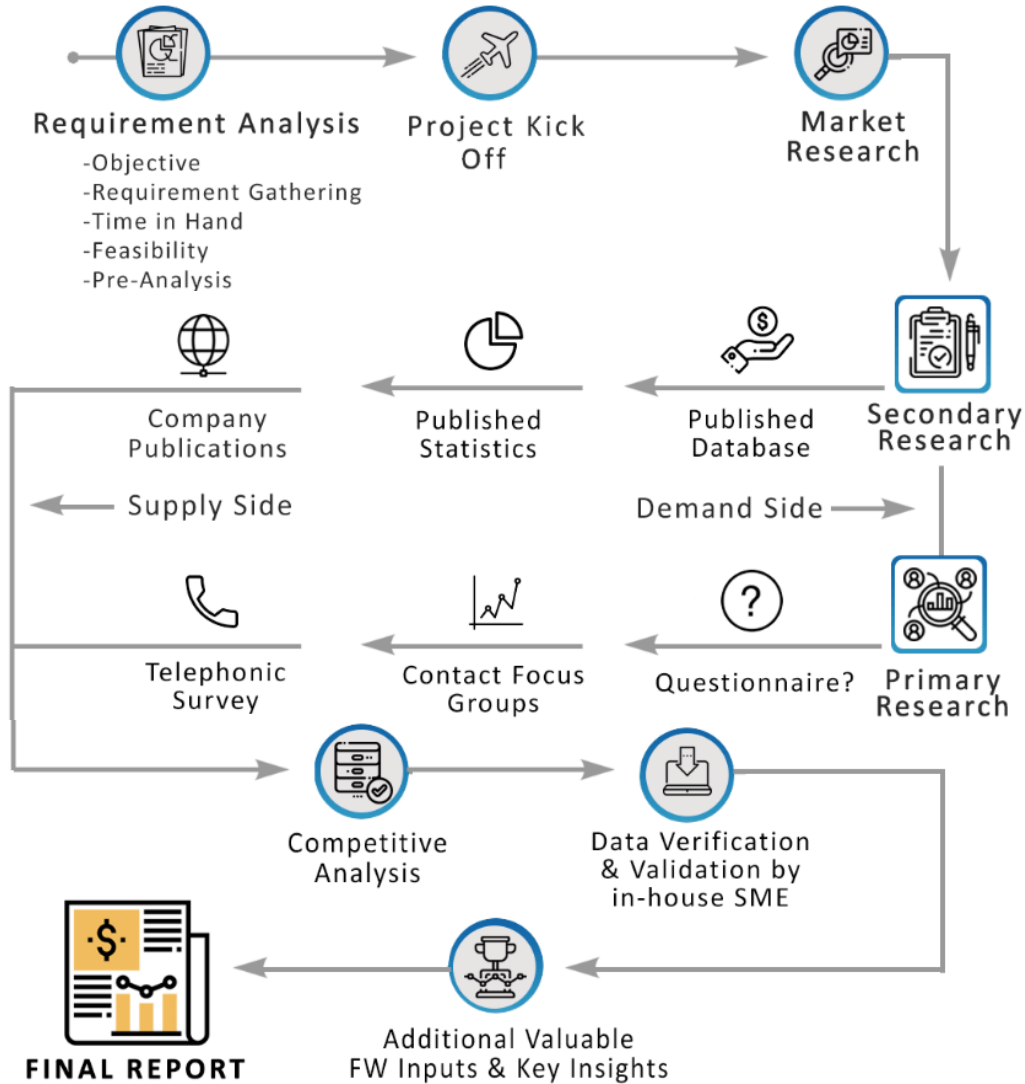 Requirement Analysis
-Objective
-Requirement Gathering
-Time in Hand
-Feasibility
-Pre-Analysis
Project Kick
Off
Market
Research
Company
Publications
Published
Statistics
$
Published
Database
Secondary
Research
Supply Side
Demand Side
Telephonic
Survey
Contact Focus
Groups
?
Questionnaire?
Primary
Research
Competitive
Analysis
Data Verification
& Validation by
in-house SME
$
FINAL REPORT
Additional Valuable
FW Inputs & Key Insights